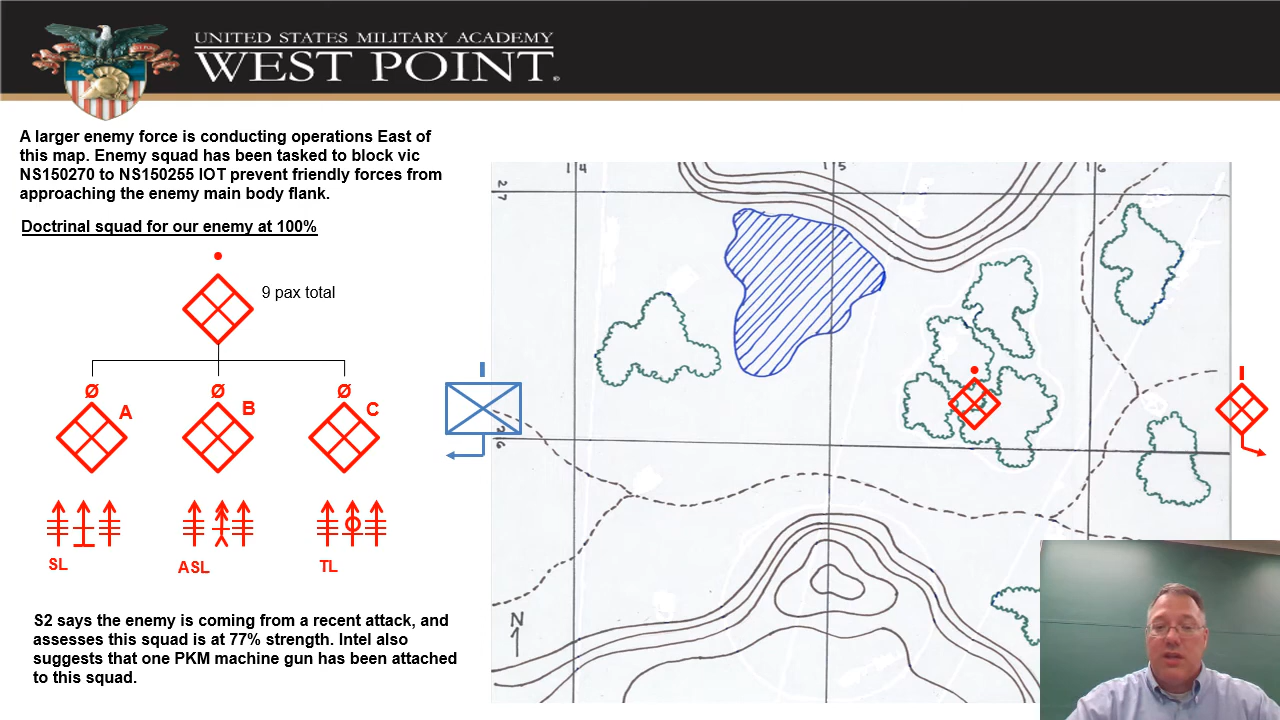 UNITED STATES MILITARY ACADEMY
WEST POINT.
A larger enemy force is conducting operations East of
this map. Enemy squad has been tasked to block vic
NS150270 to NS150255 IOT prevent friendly forces from
approaching the enemy main body flank.
Doctrinal squad for our enemy at 100%
9 pax total
Ø Ø Ø
A B C
SL ASL TL
S2 says the enemy is coming from a recent attack, and
assesses this squad is at 77% strength. Intel also
suggests that one PKM machine gun has been attached
to this squad.
14 15 16
27
26
N